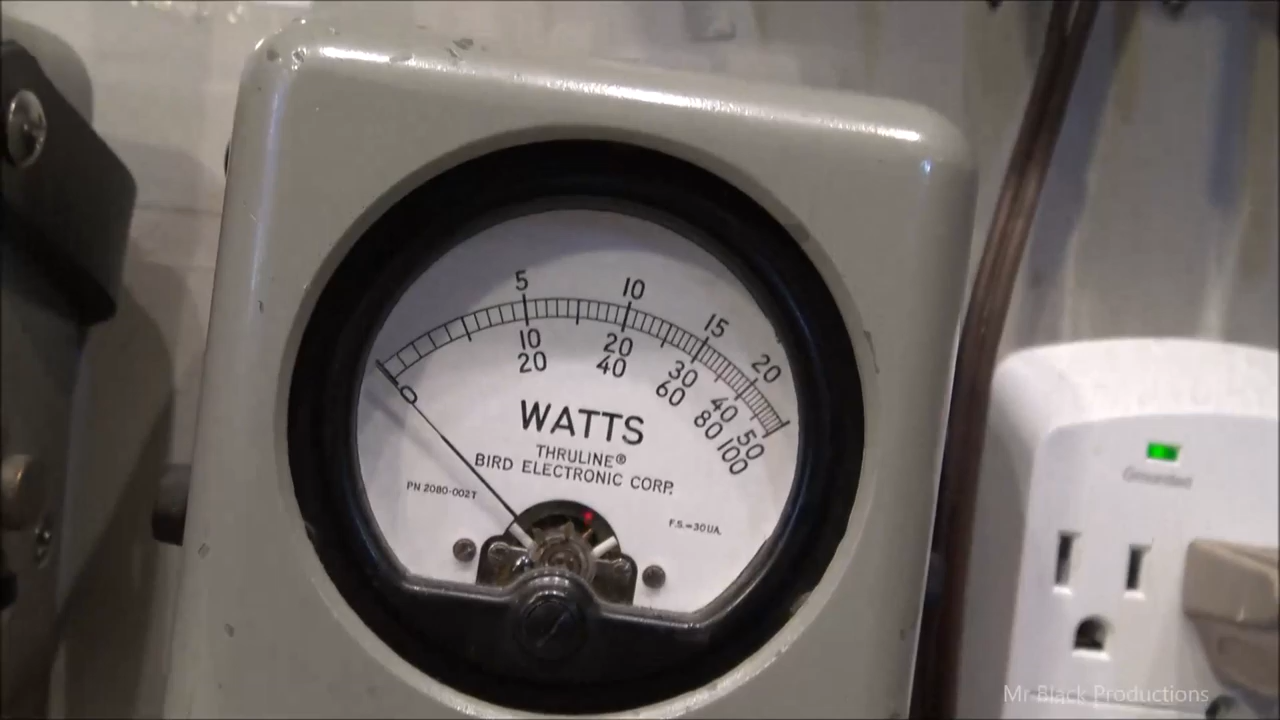 5 10 15 20
0 10 20 30 40 50
20 40 60 80 100
WATTS
THRULINE®
BIRD ELECTRONIC CORP.
PN 2080-002T
F.S.=30UA.
Grounded
Mr Black Productions